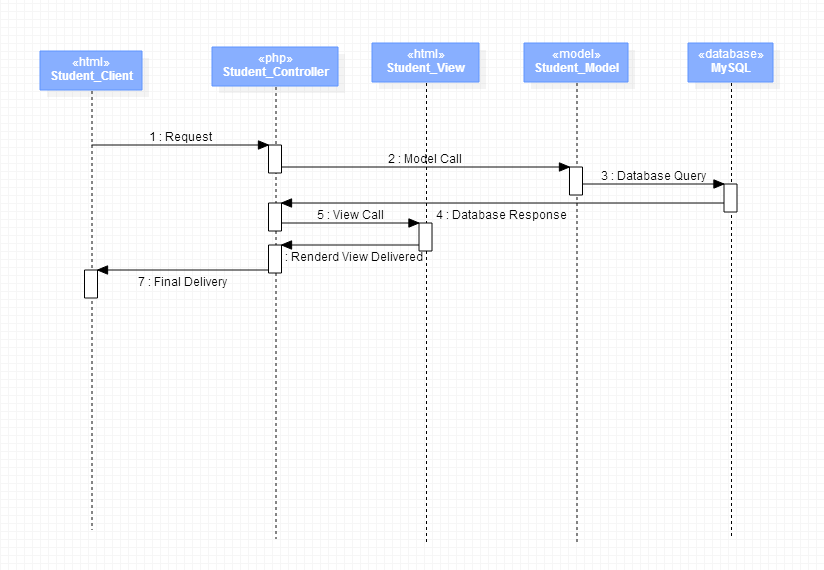 «html»
Student_Client
«php»
Student_Controller
«html»
Student_View
«model»
Student_Model
«database»
MySQL
1 : Request
2 : Model Call
3 : Database Query
5 : View Call
4 : Database Response
: Renderd View Delivered
7 : Final Delivery